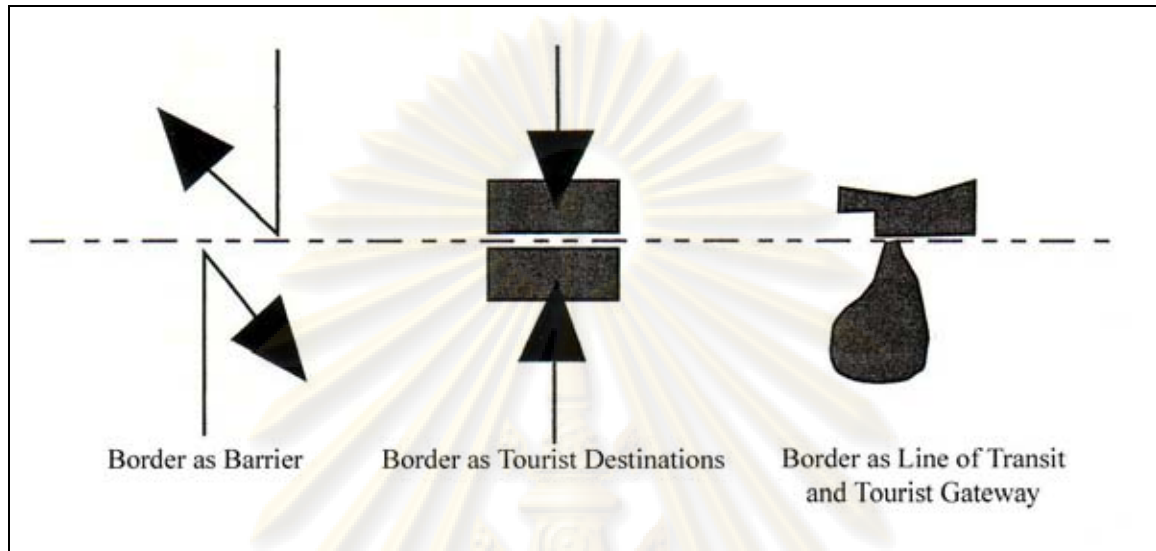 Border as Barrier
Border as Tourist Destinations
Border as Line of Transit
and Tourist Gateway